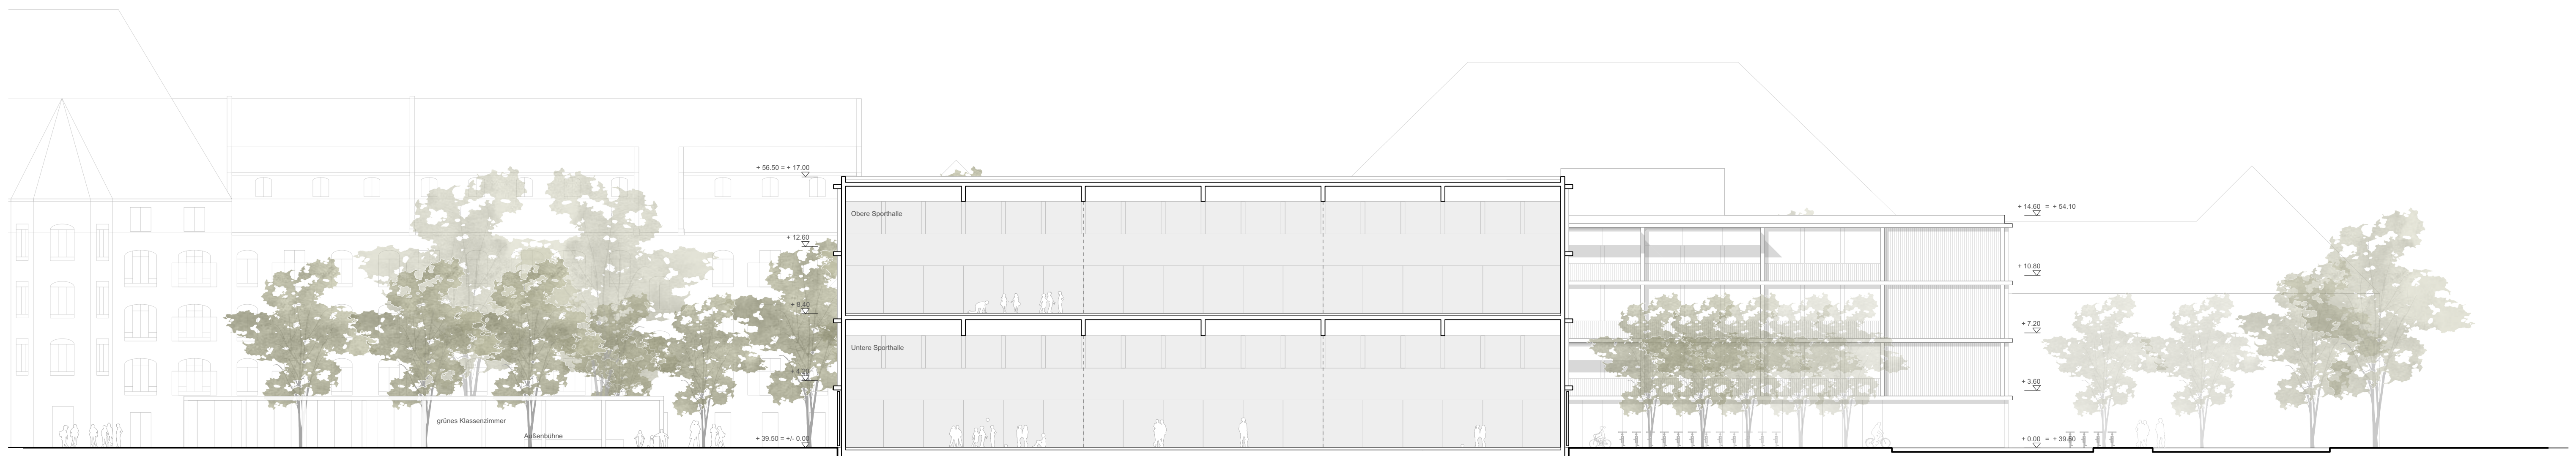 + 56.50 = + 17.00
Obere Sporthalle
+ 14.60 = + 54.10
+ 12.60
+ 10.80
+ 8.40
+ 7.20
Untere Sporthalle
+ 4.20
+ 3.60
grünes Klassenzimmer
Außenbühne
+ 39.50 = +/- 0.00
+ 0.00 = + 39.50